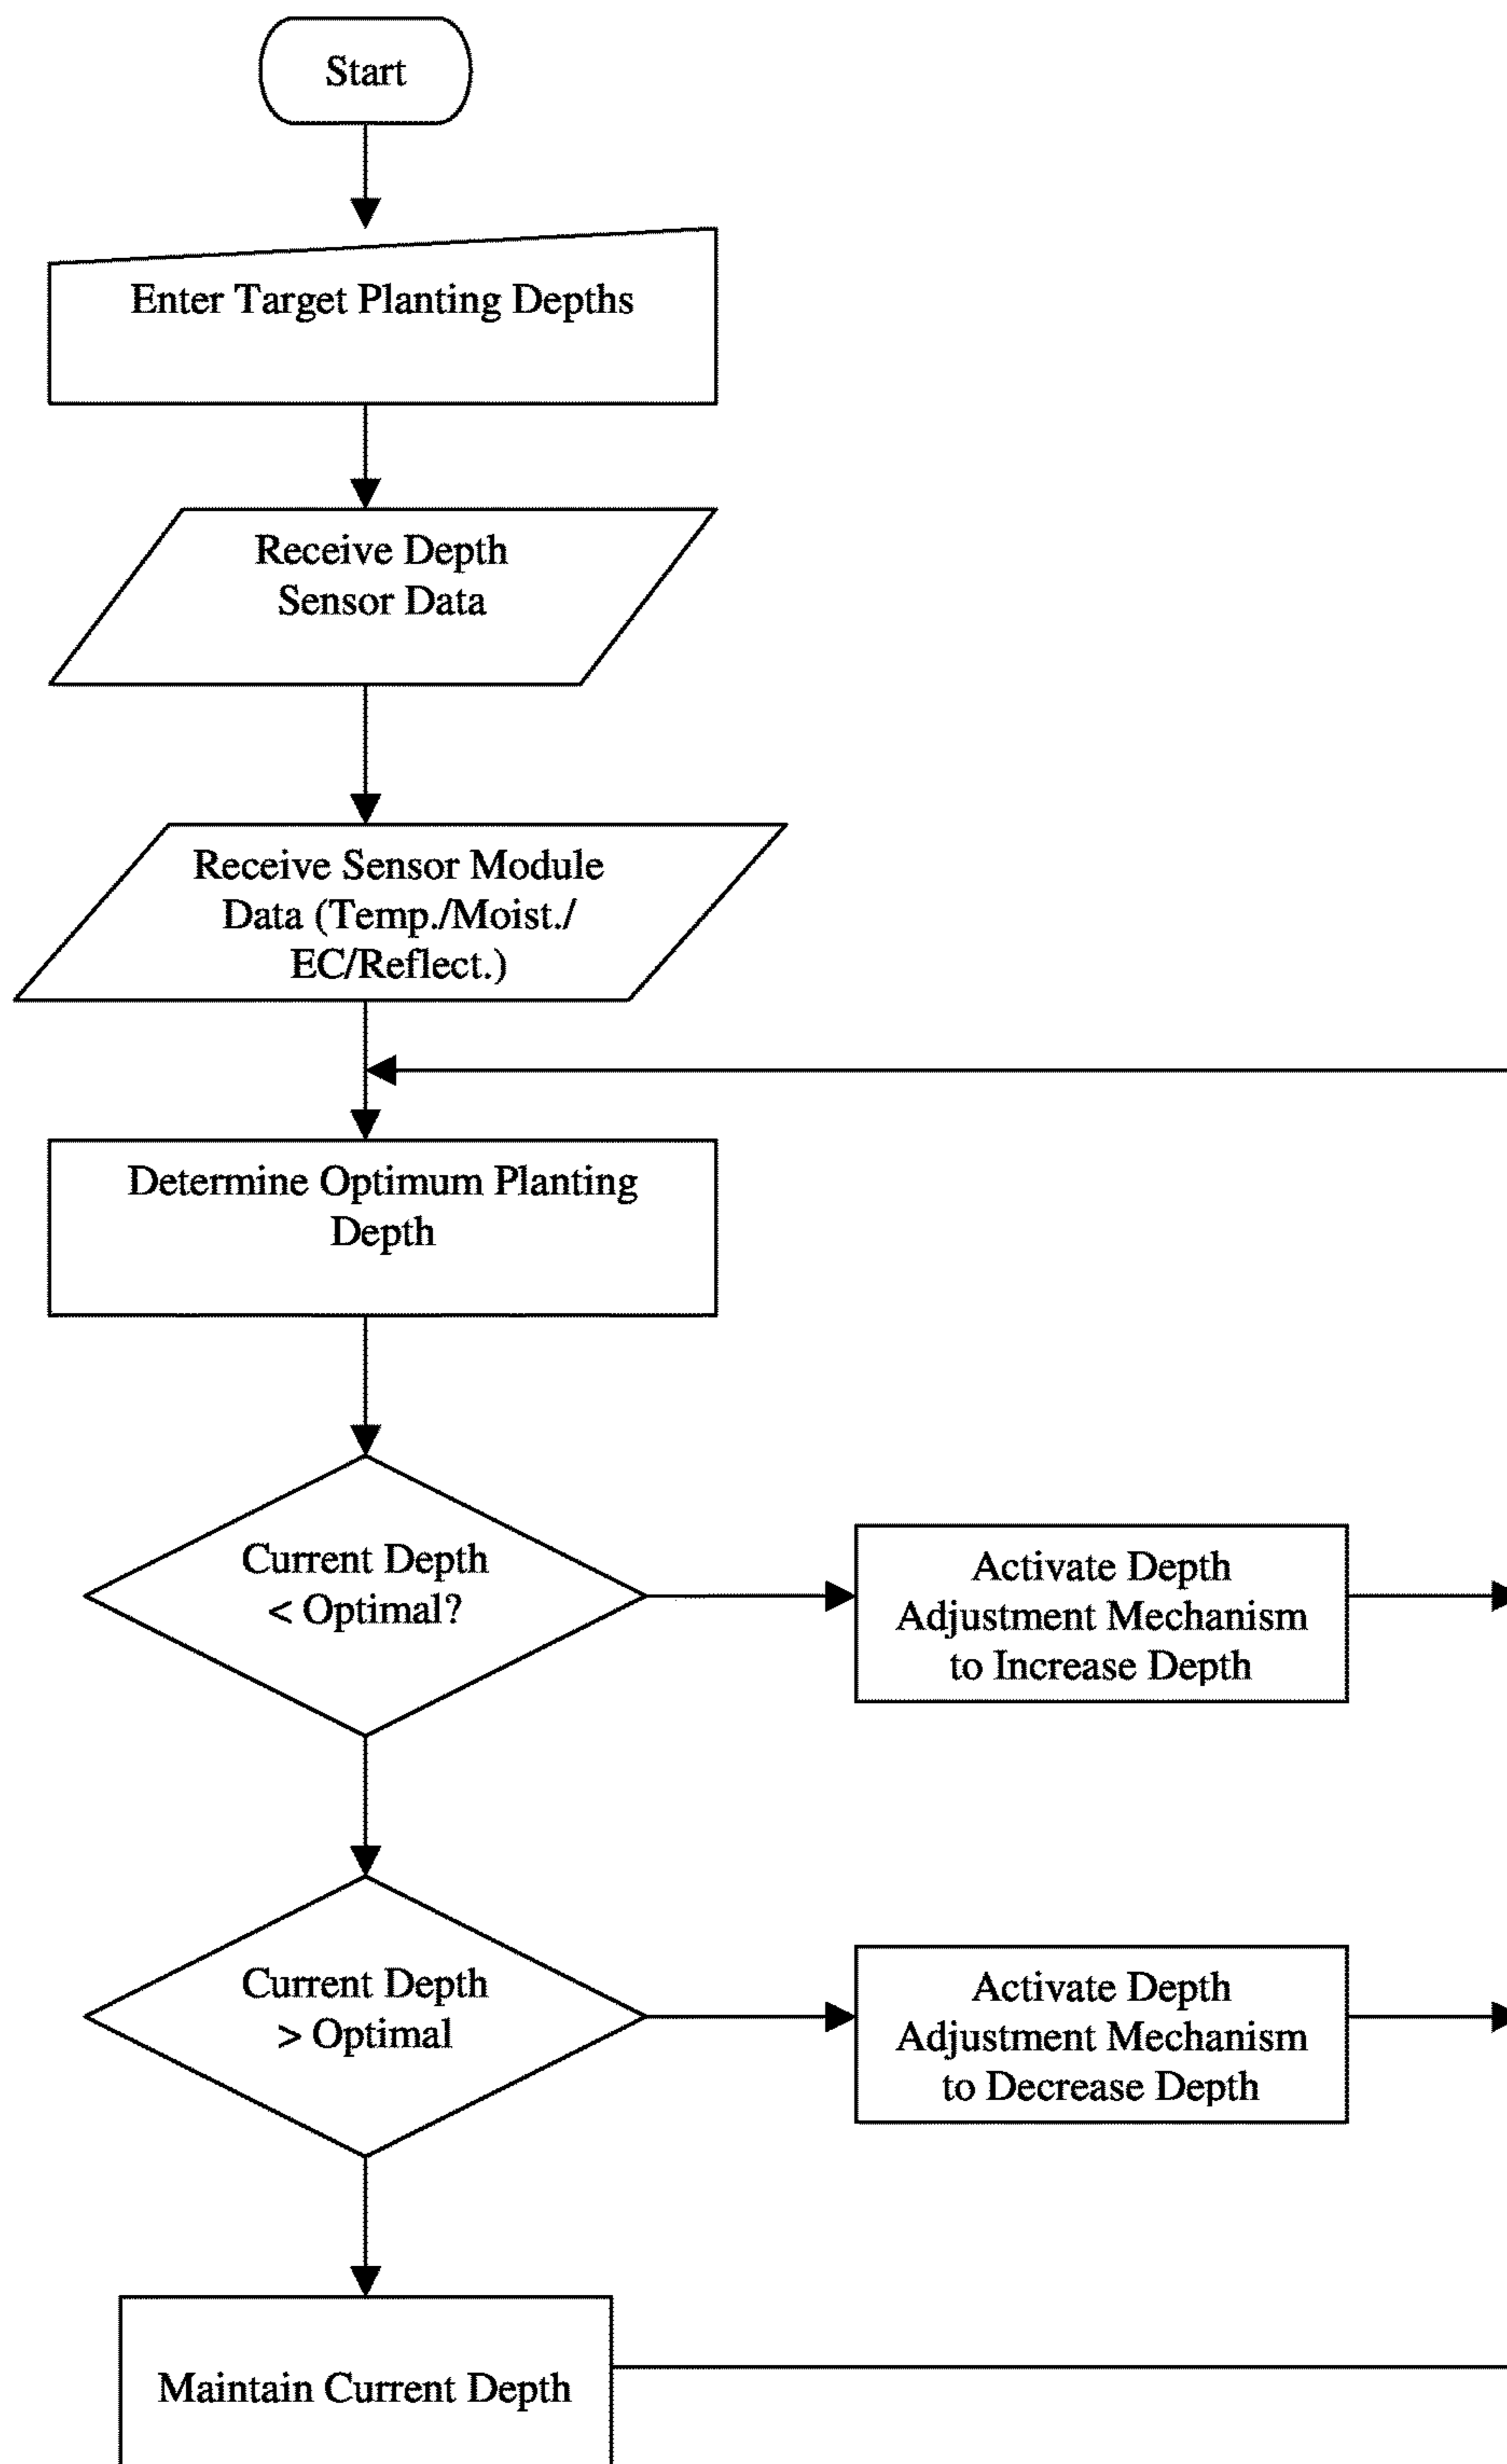 Start
Enter Target Planting Depths
Receive Depth
Sensor Data
Receive Sensor Module
Data (Temp./Moist./
EC/Reflect.)
Determine Optimum Planting
Depth
Current Depth
< Optimal?
Activate Depth
Adjustment Mechanism
to Increase Depth
Current Depth
> Optimal
Activate Depth
Adjustment Mechanism
to Decrease Depth
Maintain Current Depth